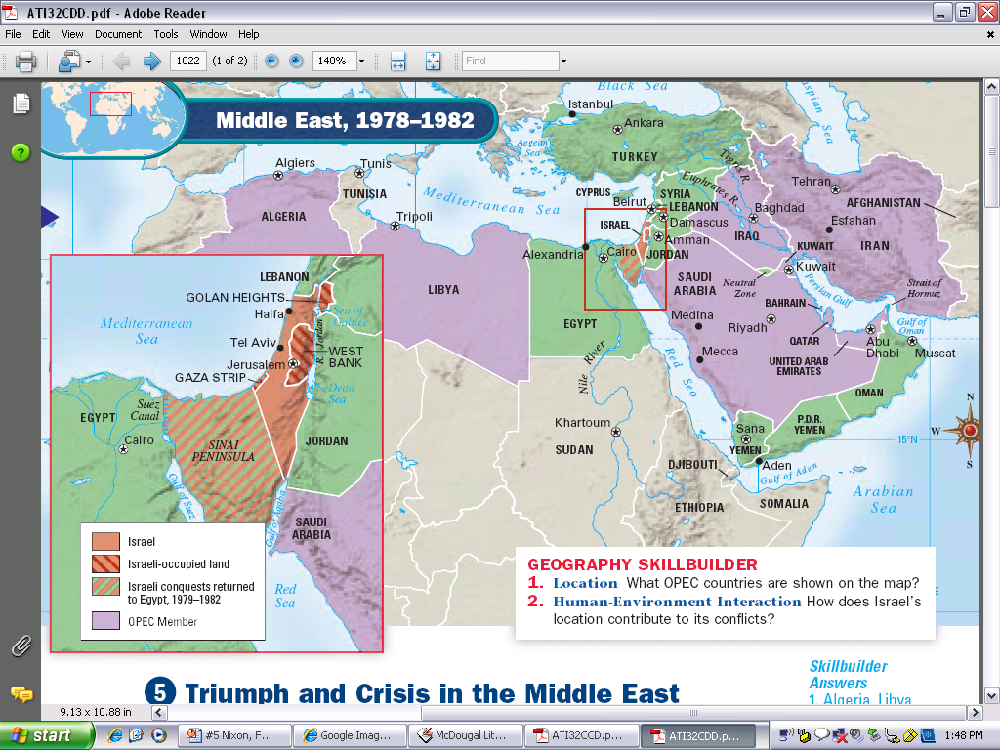 ATI32CDD.pdf - Adobe Reader
File Edit View Document Tools Window Help
1022 (1 of 2) 140% Find
Middle East, 1978–1982
Black Sea
Istanbul
Ankara
Aegean
Sea
TURKEY
Tigris R.
Euphrates R.
Caspian Sea
Algiers
Tunis
TUNISIA
ALGERIA
Tripoli
Mediterranean Sea
CYPRUS
SYRIA
LEBANON
Beirut
Damascus
ISRAEL
Amman
JORDAN
Alexandria
Cairo
Baghdad
IRAQ
Tehran
AFGHANISTAN
Esfahan
IRAN
KUWAIT
Kuwait
LIBYA
EGYPT
SAUDI
ARABIA
Neutral
Zone
Persian Gulf
Strait of
Hormuz
BAHRAIN
Medina
Riyadh
QATAR
Gulf of
Oman
Mecca
UNITED ARAB
EMIRATES
Abu
Dhabi
Muscat
Nile River
Red Sea
OMAN
Khartoum
SUDAN
Sana
YEMEN
P.D.R.
YEMEN
Aden
Gulf of Aden
DJIBOUTI
ETHIOPIA
SOMALIA
Arabian
Sea
15°N
N
W
S
E
LEBANON
GOLAN HEIGHTS
Haifa
Sea of
Galilee
Mediterranean
Sea
R. Jordan
Tel Aviv
WEST
BANK
Jerusalem
GAZA STRIP
Dead
Sea
Suez
Canal
EGYPT
Cairo
SINAI
PENINSULA
JORDAN
Gulf of Suez
Gulf of Aqaba
SAUDI
ARABIA
Red
Sea
Israel
Israeli-occupied land
Israeli conquests returned
to Egypt, 1979–1982
OPEC Member
GEOGRAPHY SKILLBUILDER
1. Location What OPEC countries are shown on the map?
2. Human-Environment Interaction How does Israel's
location contribute to its conflicts?
Skillbuilder
Answers
1. Algeria, Libya
5 Triumph and Crisis in the Middle East
9.13 x 10.88 in
start #5 Nixon, F... Google Imag... McDougal Lit... ATI32CCD.p... ATI32CDD.p... 1:48 PM